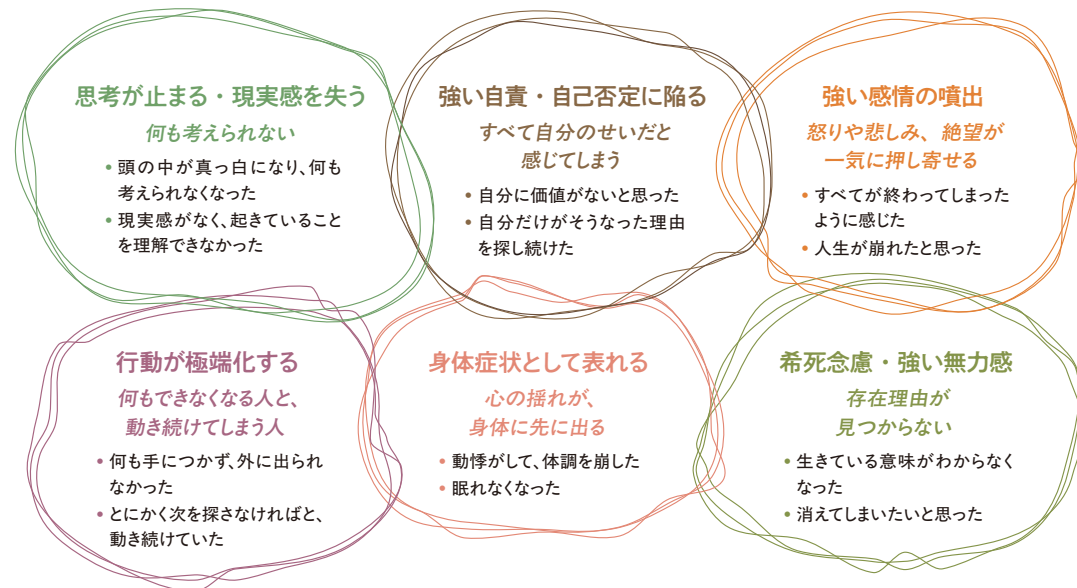 思考が止まる・現実感を失う
何も考えられない
• 頭の中が真っ白になり、何も
考えられなくなった
• 現実感がなく、起きていること
を理解できなかった
強い自責・自己否定に陥る
すべて自分のせいだと
感じてしまう
• 自分に価値がないと思った
• 自分だけがそうなった理由
を探し続けた
強い感情の噴出
怒りや悲しみ、絶望が
一気に押し寄せる
• すべてが終わってしまった
ように感じた
• 人生が崩れたと思った
行動が極端化する
何もできなくなる人と、
動き続けてしまう人
• 何も手につかず、外に出られ
なかった
• とにかく次を探さなければと、
動き続けていた
身体症状として表れる
心の揺れが、
身体に先に出る
• 動悸がして、体調を崩した
• 眠れなくなった
希死念慮・強い無力感
存在理由が
見つからない
• 生きている意味がわからなく
なった
• 消えてしまいたいと思った